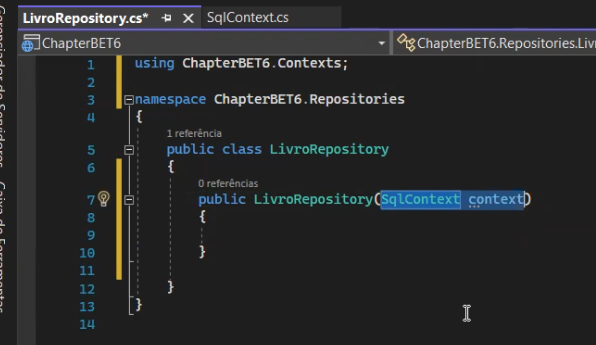 LivroRepository.cs*
SqlContext.cs
ChapterBET6
ChapterBET6.Repositories.Livr
1 using ChapterBET6.Contexts;
2
3 namespace ChapterBET6.Repositories
4 {
1 referência
5 public class LivroRepository
6 {
0 referências
7 public LivroRepository(SqlContext context)
8 {
9
10 }
11
12 }
13 }
14
Gerenciador de Servidores
Caixa de Ferramentas